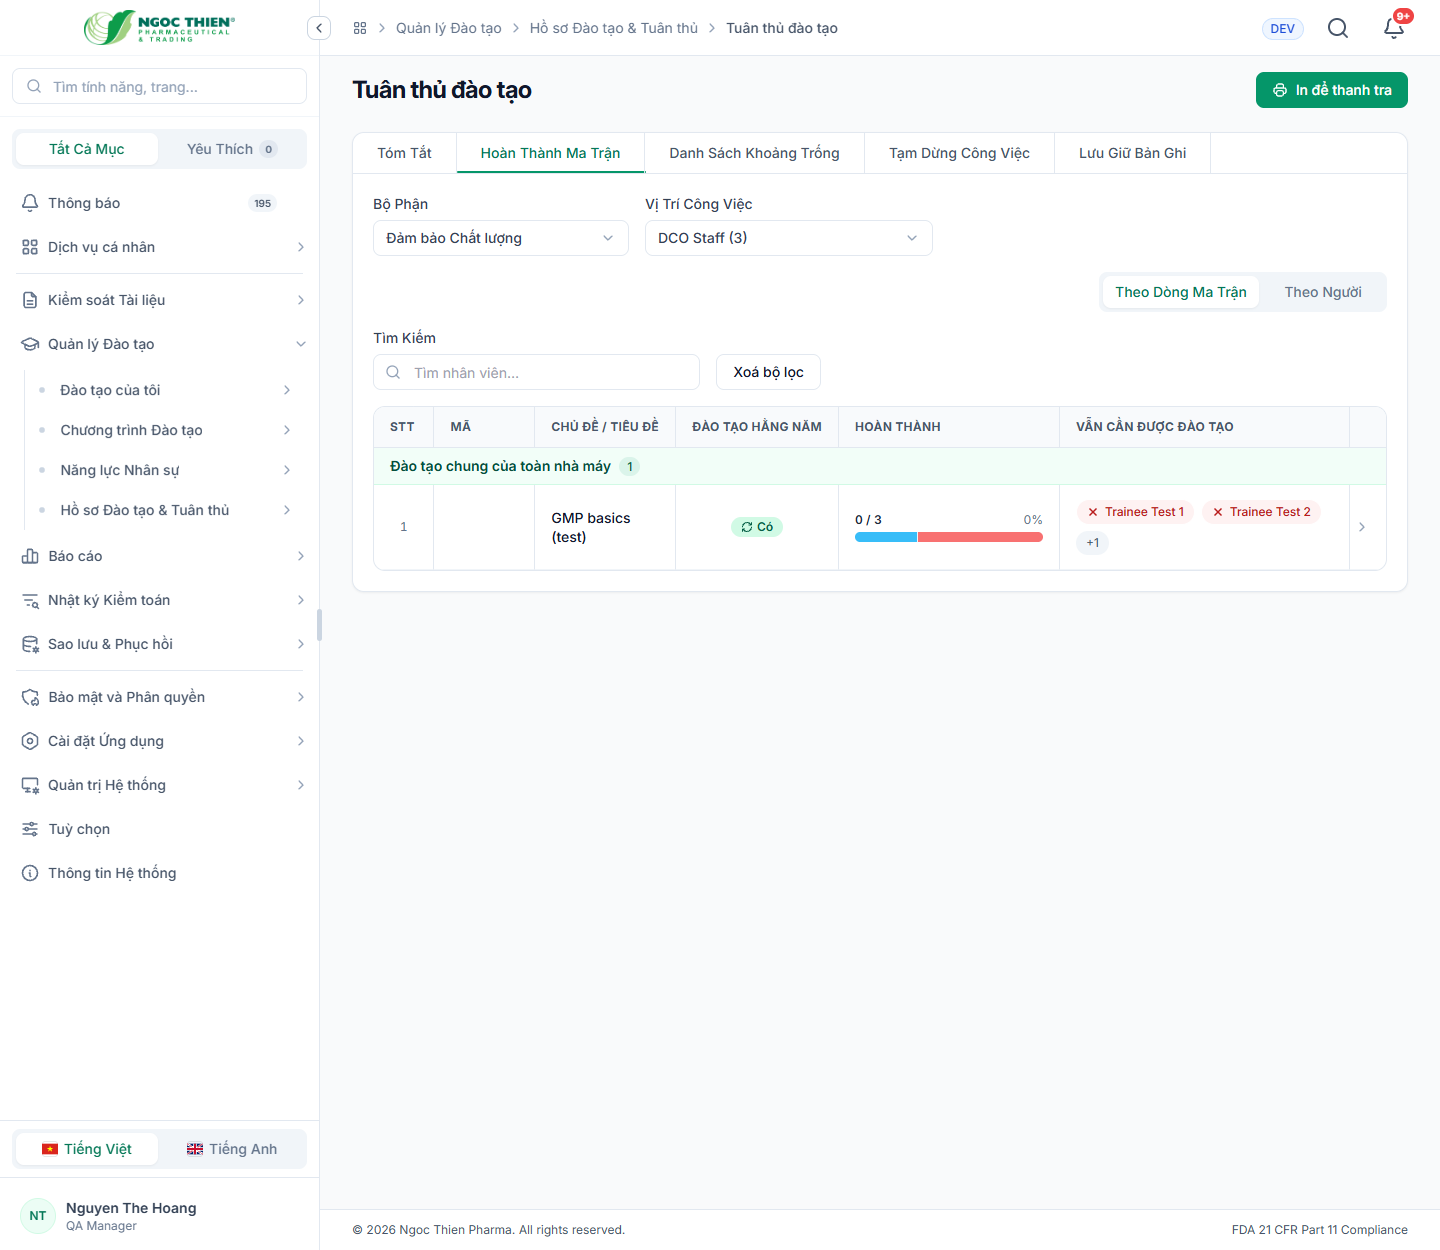 NGOC THIEN®
PHARMACEUTICAL
& TRADING
Tìm tính năng, trang...
Tất Cả Mục
Yêu Thích 0
Thông báo 195
Dịch vụ cá nhân
Kiểm soát Tài liệu
Quản lý Đào tạo
Đào tạo của tôi
Chương trình Đào tạo
Năng lực Nhân sự
Hồ sơ Đào tạo & Tuân thủ
Báo cáo
Nhật ký Kiểm toán
Sao lưu & Phục hồi
Bảo mật và Phân quyền
Cài đặt Ứng dụng
Quản trị Hệ thống
Tuỳ chọn
Thông tin Hệ thống
Tiếng Việt
Tiếng Anh
NT
Nguyen The Hoang
QA Manager
Quản lý Đào tạo > Hồ sơ Đào tạo & Tuân thủ > Tuân thủ đào tạo
DEV
9+
Tuân thủ đào tạo
In để thanh tra
Tóm Tắt
Hoàn Thành Ma Trận
Danh Sách Khoảng Trống
Tạm Dừng Công Việc
Lưu Giữ Bản Ghi
Bộ Phận
Đảm bảo Chất lượng
Vị Trí Công Việc
DCO Staff (3)
Theo Dòng Ma Trận
Theo Người
Tìm Kiếm
Tìm nhân viên...
Xoá bộ lọc
STT
MÃ
CHỦ ĐỀ / TIÊU ĐỀ
ĐÀO TẠO HẰNG NĂM
HOÀN THÀNH
VẪN CẦN ĐƯỢC ĐÀO TẠO
Đào tạo chung của toàn nhà máy 1
1
GMP basics
(test)
Có
0 / 3
0%
Trainee Test 1
Trainee Test 2
+1
© 2026 Ngoc Thien Pharma. All rights reserved.
FDA 21 CFR Part 11 Compliance